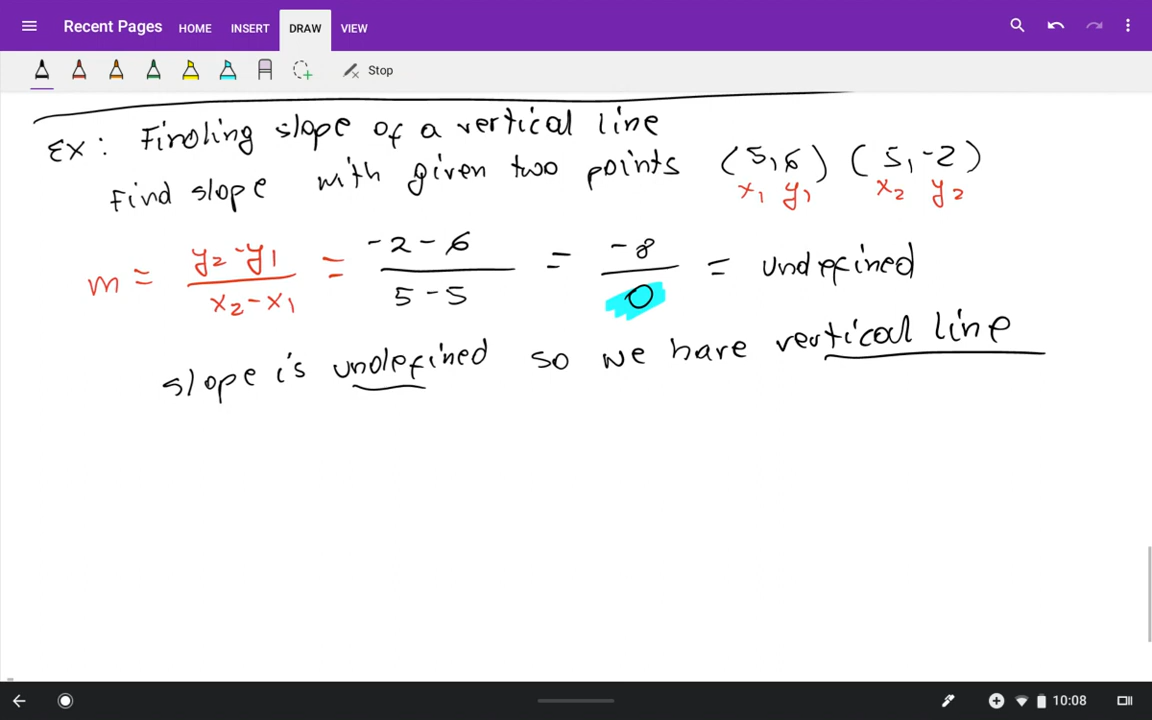 Recent Pages HOME INSERT DRAW VIEW
Stop
EX: Finding slope of a vertical line
Find slope with given two points (5,6) (5,-2)
x1 y1 x2 y2
m = y2-y1 / x2-x1 = -2-6 / 5-5 = -8 / 0 = undefined
slope is undefined so we have vertical line
10:08